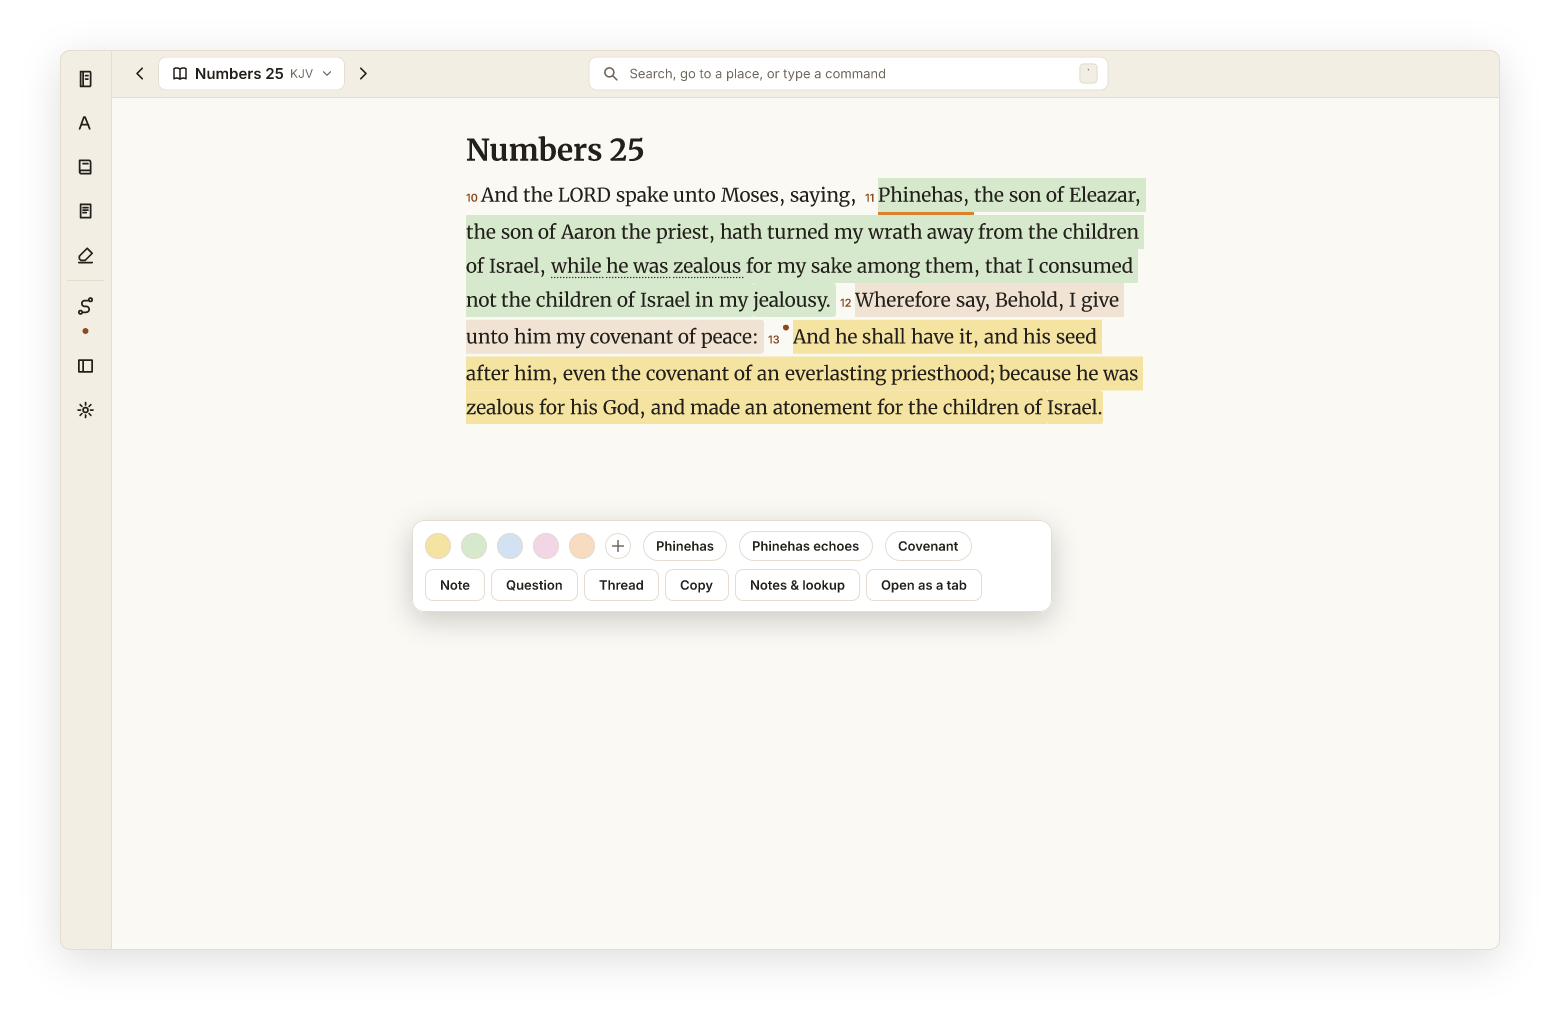 Numbers 25 KJV
Search, go to a place, or type a command
Numbers 25
10 And the LORD spake unto Moses, saying, 11 Phinehas, the son of Eleazar,
the son of Aaron the priest, hath turned my wrath away from the children
of Israel, while he was zealous for my sake among them, that I consumed
not the children of Israel in my jealousy. 12 Wherefore say, Behold, I give
unto him my covenant of peace: 13 And he shall have it, and his seed
after him, even the covenant of an everlasting priesthood; because he was
zealous for his God, and made an atonement for the children of Israel.
Phinehas Phinehas echoes Covenant
Note Question Thread Copy Notes & lookup Open as a tab